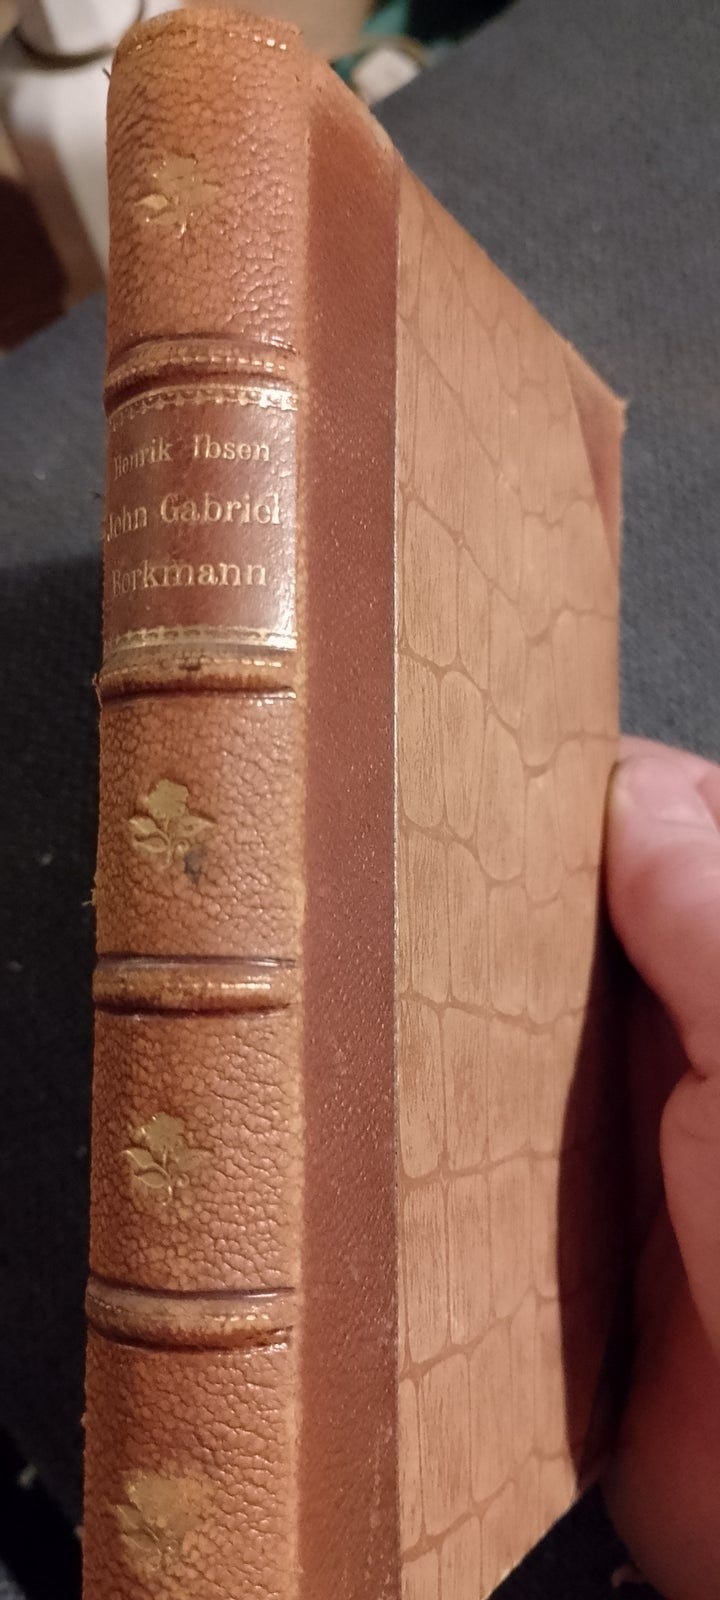 Henrik Ibsen
John Gabriel
Borkmann